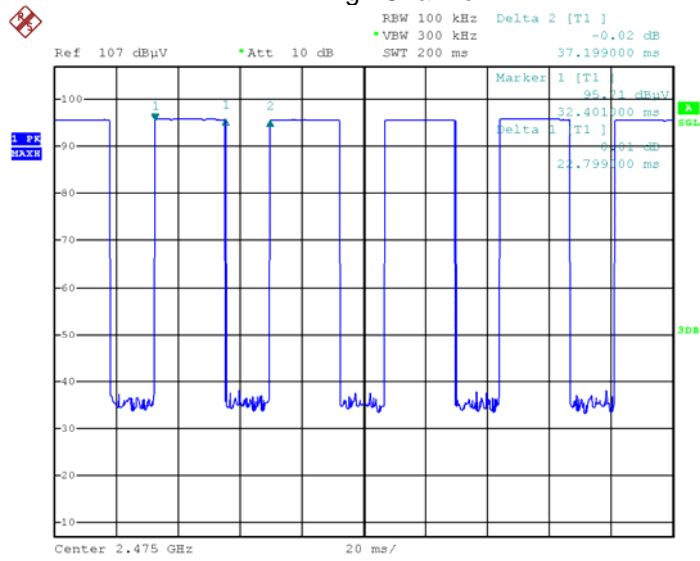 RBW 100 kHz Delta 2 [T1 ]
*VBW 300 kHz -0.02 dB
Ref 107 dBµV *Att 10 dB SWT 200 ms 37.199000 ms
Marker 1 [T1 ]
95.71 dBµV
32.401000 ms
Delta 1 [T1 ]
0.01 dB
22.799000 ms
A
SGL
1 PK
MAXH
3DB
100
90
80
70
60
50
40
30
20
10
1 1 2
Center 2.475 GHz 20 ms/